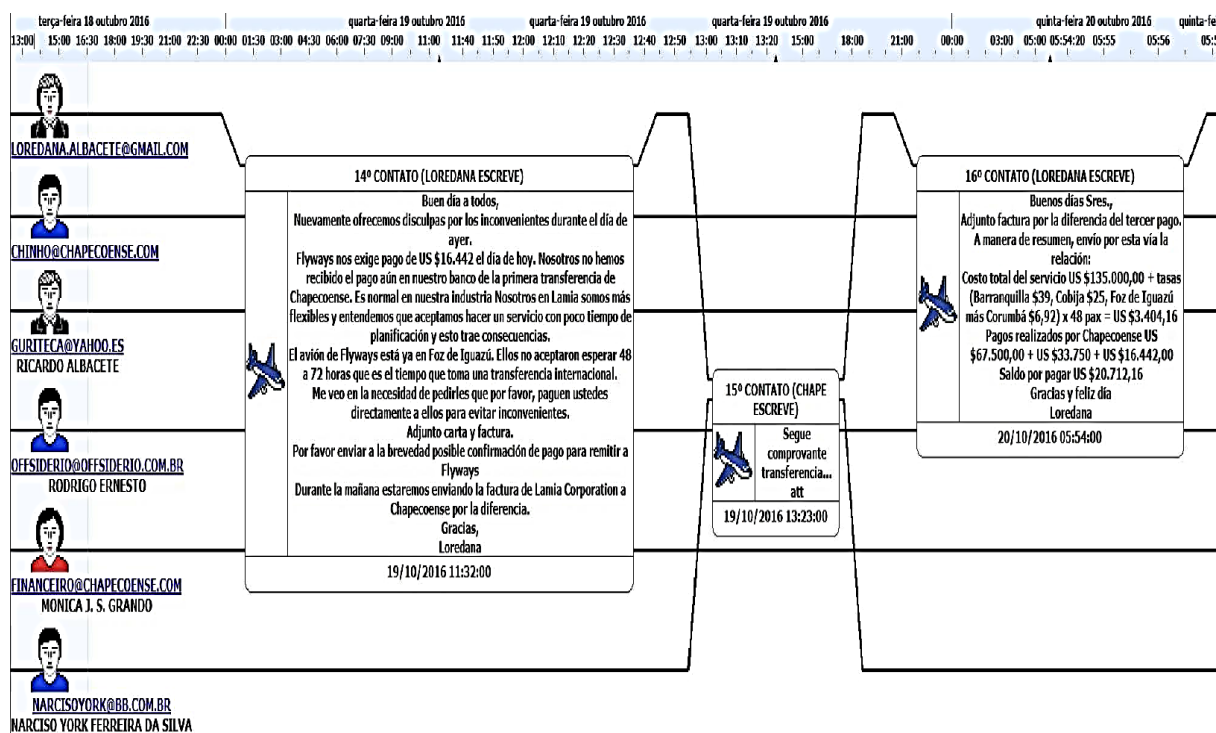 terça-feira 18 outubro 2016 quarta-feira 19 outubro 2016 quarta-feira 19 outubro 2016 quarta-feira 19 outubro 2016 quinta-feira 20 outubro 2016 quinta-fe
13:00 15:00 16:30 18:00 19:30 21:00 22:30 00:00 01:30 03:00 04:30 06:00 07:30 09:00 11:00 11:40 11:50 12:00 12:10 12:20 12:30 12:40 12:50 13:00 13:10 13:20 15:00 18:00 21:00 00:00 03:00 05:00 05:54:20 05:55 05:56 05:5
LOREDANA.ALBACETE@GMAIL.COM
CHINHO@CHAPECOENSE.COM
GURITECA@YAHOO.ES
RICARDO ALBACETE
OFFSIDERIO@OFFSIDERIO.COM.BR
RODRIGO ERNESTO
FINANCEIRO@CHAPECOENSE.COM
MONICA J. S. GRANDO
NARCISOYORK@BB.COM.BR
NARCISO YORK FERREIRA DA SILVA
14º CONTATO (LOREDANA ESCREVE)
Buen día a todos,
Nuevamente ofrecemos disculpas por los inconvenientes durante el día de
ayer.
Flyways nos exige pago de US $16.442 el día de hoy. Nosotros no hemos
recibido el pago aún en nuestro banco de la primera transferencia de
Chapecoense. Es normal en nuestra industria Nosotros en Lamia somos más
flexibles y entendemos que aceptamos hacer un servicio con poco tiempo de
planificación y esto trae consecuencias.
El avión de Flyways está ya en Foz de Iguazú. Ellos no aceptaron esperar 48
a 72 horas que es el tiempo que toma una transferencia internacional.
Me veo en la necesidad de pedirles que por favor, paguen ustedes
directamente a ellos para evitar inconvenientes.
Adjunto carta y factura.
Por favor enviar a la brevedad posible confirmación de pago para remitir a
Flyways
Durante la mañana estaremos enviando la factura de Lamia Corporation a
Chapecoense por la diferencia.
Gracias,
Loredana
19/10/2016 11:32:00
15º CONTATO (CHAPE
ESCREVE)
Segue
comprovante
transferencia...
att
19/10/2016 13:23:00
16º CONTATO (LOREDANA ESCREVE)
Buenos días Sres.,
Adjunto factura por la diferencia del tercer pago.
A manera de resumen, envío por esta vía la
relación:
Costo total del servicio US $135.000,00 + tasas
(Barranquilla $39, Cobija $25, Foz de Iguazú
más Corumbá $6,92) x 48 pax = US $3.404,16
Pagos realizados por Chapecoense US
$67.500,00 + US $33.750 + US $16.442,00
Saldo por pagar US $20.712,16
Gracias y feliz día
Loredana
20/10/2016 05:54:00